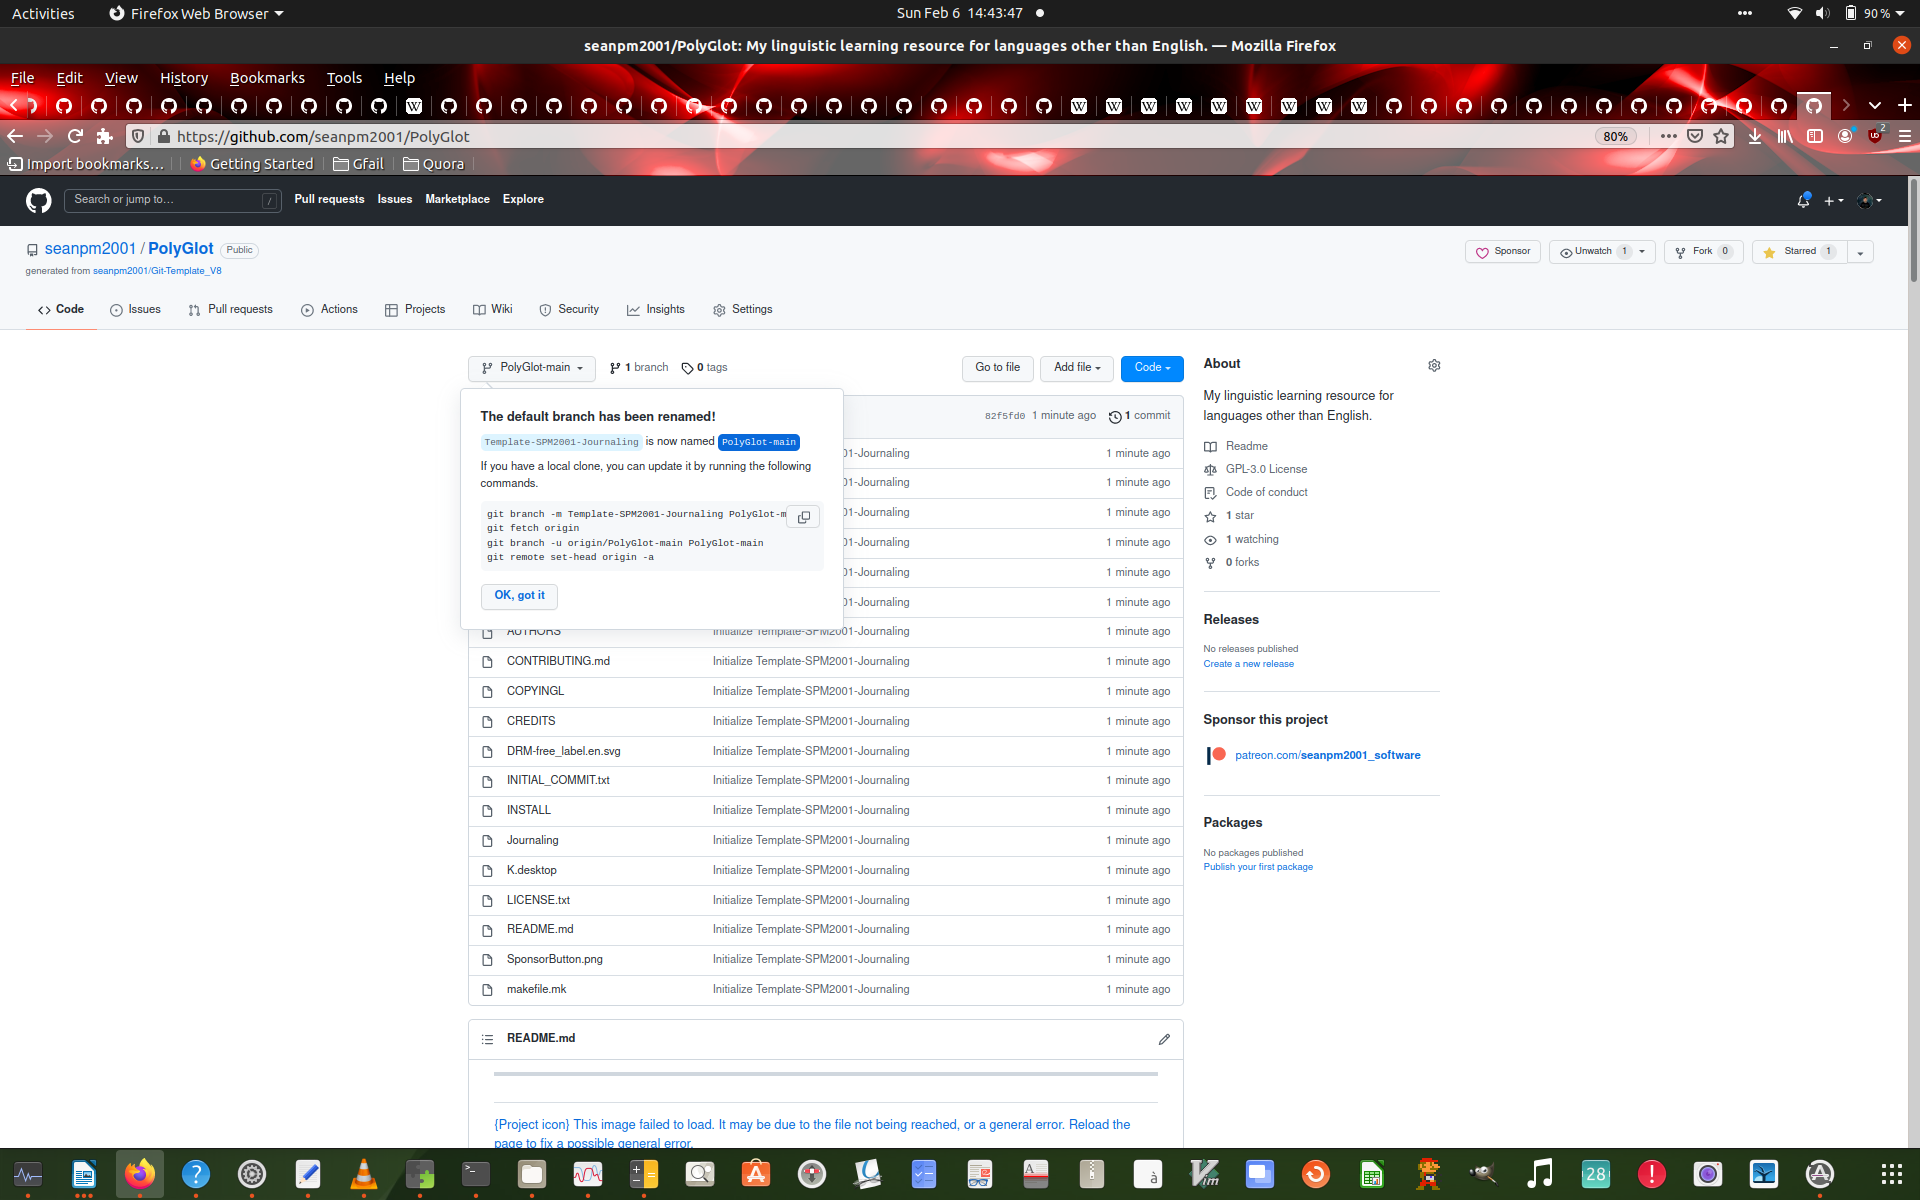 Activities
Firefox Web Browser
Sun Feb 6 14:43:47
90 %
seanpm2001/PolyGlot: My linguistic learning resource for languages other than English. — Mozilla Firefox
File Edit View History Bookmarks Tools Help
https://github.com/seanpm2001/PolyGlot
80%
2
Import bookmarks… Getting Started Gfail Quora
Search or jump to…
/
Pull requests Issues Marketplace Explore
seanpm2001 / PolyGlot Public
generated from seanpm2001/Git-Template_V8
Sponsor
Unwatch 1
Fork 0
Starred 1
Code Issues Pull requests Actions Projects Wiki Security Insights Settings
PolyGlot-main
1 branch
0 tags
Go to file
Add file
Code
The default branch has been renamed!
Template-SPM2001-Journaling is now named PolyGlot-main
If you have a local clone, you can update it by running the following
commands.
git branch -m Template-SPM2001-Journaling PolyGlot-m
git fetch origin
git branch -u origin/PolyGlot-main PolyGlot-main
git remote set-head origin -a
OK, got it
82f5fd0 1 minute ago 1 commit
01-Journaling 1 minute ago
01-Journaling 1 minute ago
01-Journaling 1 minute ago
01-Journaling 1 minute ago
01-Journaling 1 minute ago
01-Journaling 1 minute ago
AUTHORS Initialize Template-SPM2001-Journaling 1 minute ago
CONTRIBUTING.md Initialize Template-SPM2001-Journaling 1 minute ago
COPYINGL Initialize Template-SPM2001-Journaling 1 minute ago
CREDITS Initialize Template-SPM2001-Journaling 1 minute ago
DRM-free_label.en.svg Initialize Template-SPM2001-Journaling 1 minute ago
INITIAL_COMMIT.txt Initialize Template-SPM2001-Journaling 1 minute ago
INSTALL Initialize Template-SPM2001-Journaling 1 minute ago
Journaling Initialize Template-SPM2001-Journaling 1 minute ago
K.desktop Initialize Template-SPM2001-Journaling 1 minute ago
LICENSE.txt Initialize Template-SPM2001-Journaling 1 minute ago
README.md Initialize Template-SPM2001-Journaling 1 minute ago
SponsorButton.png Initialize Template-SPM2001-Journaling 1 minute ago
makefile.mk Initialize Template-SPM2001-Journaling 1 minute ago
README.md
{Project icon} This image failed to load. It may be due to the file not being reached, or a general error. Reload the
page to fix a possible general error.
About
My linguistic learning resource for
languages other than English.
Readme
GPL-3.0 License
Code of conduct
1 star
1 watching
0 forks
Releases
No releases published
Create a new release
Sponsor this project
patreon.com/seanpm2001_software
Packages
No packages published
Publish your first package
28